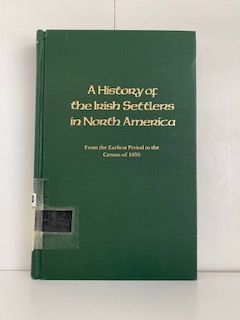 A History of
the Irish Settlers
in North America
From the Earliest Period to the
Census of 1850